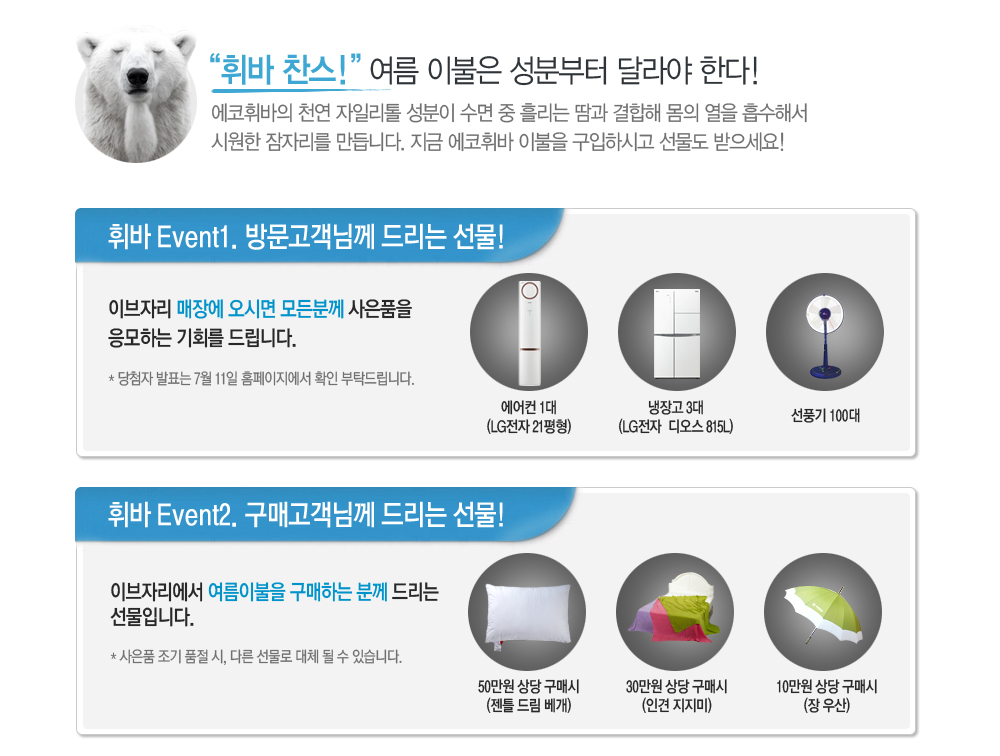 “휘바 찬스!” 여름 이불은 성분부터 달라야 한다!
에코휘바의 천연 자일리톨 성분이 수면 중 흘리는 땀과 결합해 몸의 열을 흡수해서
시원한 잠자리를 만듭니다. 지금 에코휘바 이불을 구입하시고 선물도 받으세요!
휘바 Event1. 방문고객님께 드리는 선물!
이브자리 매장에 오시면 모든분께 사은품을
응모하는 기회를 드립니다.
* 당첨자 발표는 7월 11일 홈페이지에서 확인 부탁드립니다.
에어컨 1대
(LG전자 21평형)
냉장고 3대
(LG전자 디오스 815L)
선풍기 100대
휘바 Event2. 구매고객님께 드리는 선물!
이브자리에서 여름이불을 구매하는 분께 드리는
선물입니다.
* 사은품 조기 품절 시, 다른 선물로 대체 될 수 있습니다.
50만원 상당 구매시
(젠틀 드림 베개)
30만원 상당 구매시
(인견 지지미)
10만원 상당 구매시
(장 우산)